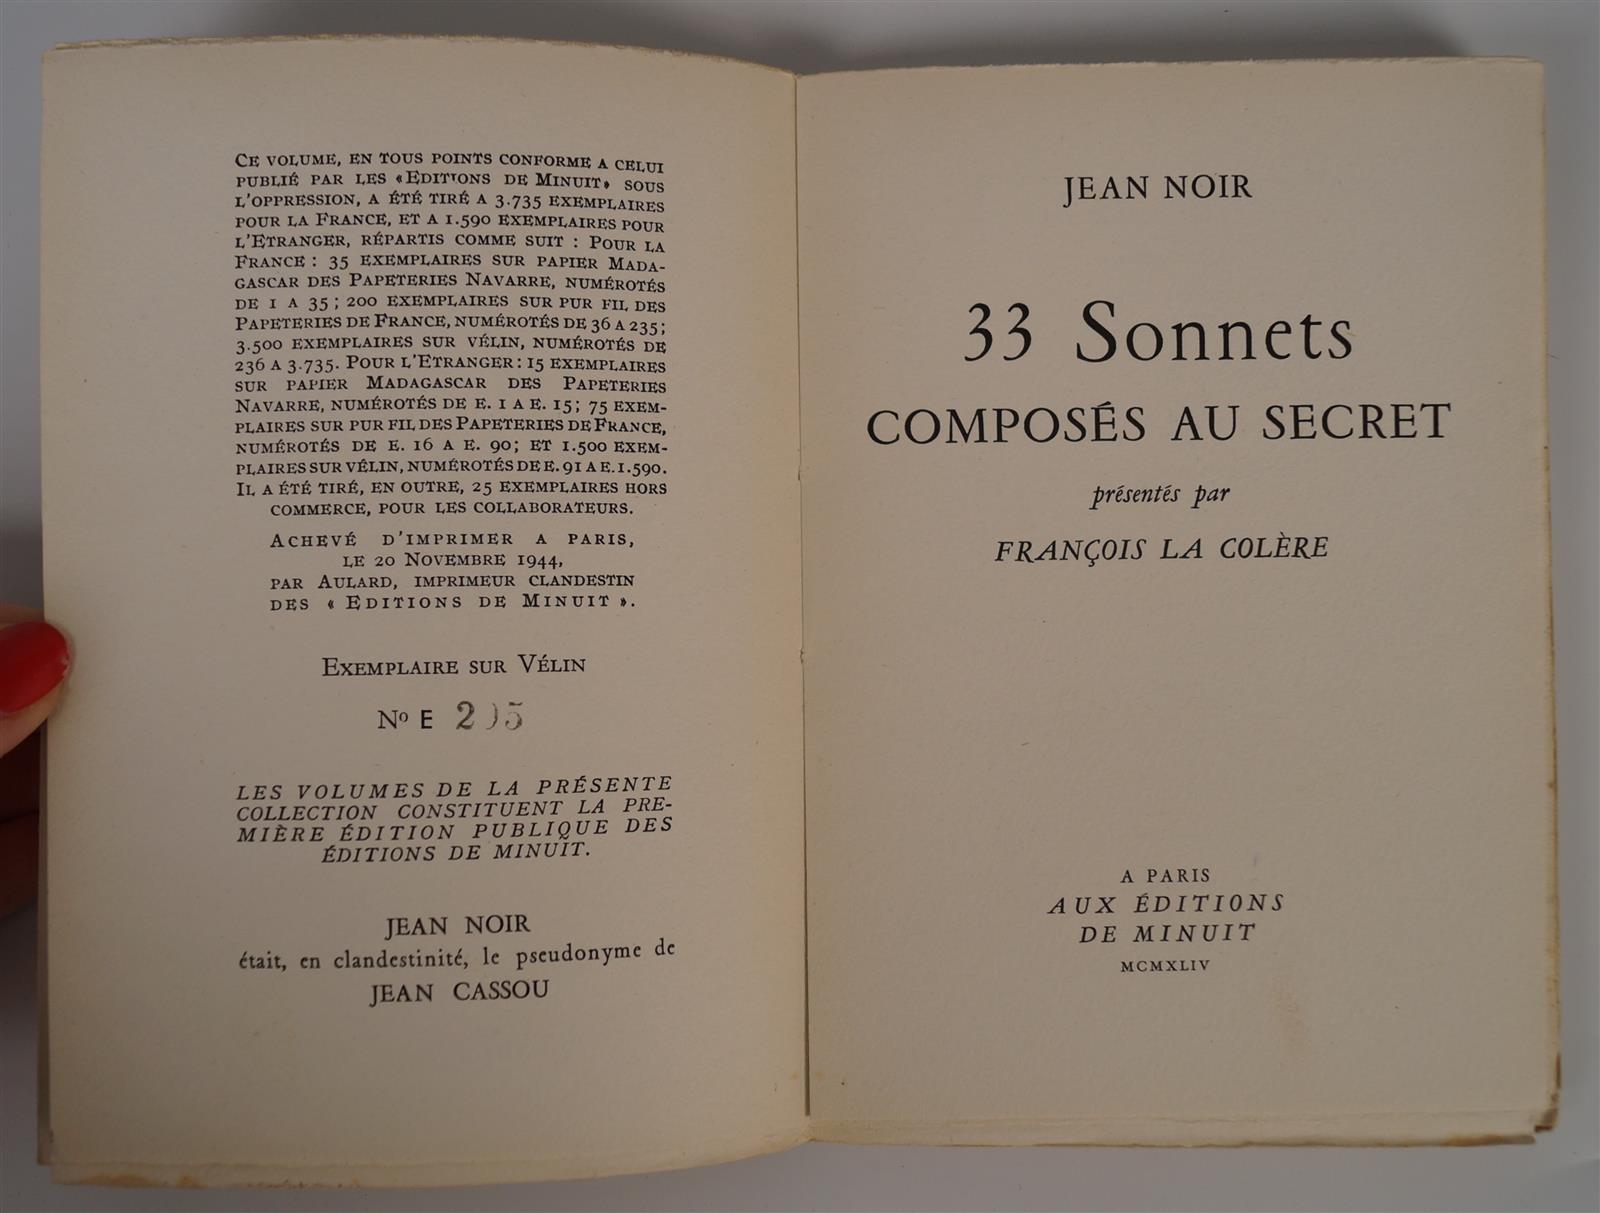 CE VOLUME, EN TOUS POINTS CONFORME A CELUI
PUBLIÉ PAR LES «EDITIONS DE MINUIT» SOUS
L'OPPRESSION, A ÉTÉ TIRÉ A 3.735 EXEMPLAIRES
POUR LA FRANCE, ET A 1.590 EXEMPLAIRES POUR
L'ETRANGER, RÉPARTIS COMME SUIT : POUR LA
FRANCE : 35 EXEMPLAIRES SUR PAPIER MADA-
GASCAR DES PAPETERIES NAVARRE, NUMÉROTÉS
DE 1 A 35 ; 200 EXEMPLAIRES SUR PUR FIL DES
PAPETERIES DE FRANCE, NUMÉROTÉS DE 36 A 235 ;
3.500 EXEMPLAIRES SUR VÉLIN, NUMÉROTÉS DE
236 A 3.735. POUR L'ETRANGER : 15 EXEMPLAIRES
SUR PAPIER MADAGASCAR DES PAPETERIES
NAVARRE, NUMÉROTÉS DE E. 1 A E. 15 ; 75 EXEM-
PLAIRES SUR PUR FIL DES PAPETERIES DE FRANCE,
NUMÉROTÉS DE E. 16 A E. 90 ; ET 1.500 EXEM-
PLAIRES SUR VÉLIN, NUMÉROTÉS DE E. 91 A E. 1.590.
IL A ÉTÉ TIRÉ, EN OUTRE, 25 EXEMPLAIRES HORS
COMMERCE, POUR LES COLLABORATEURS.
ACHEVÉ D'IMPRIMER A PARIS,
LE 20 NOVEMBRE 1944,
PAR AULARD, IMPRIMEUR CLANDESTIN
DES « EDITIONS DE MINUIT ».
EXEMPLAIRE SUR VÉLIN
Nº E
LES VOLUMES DE LA PRÉSENTE
COLLECTION CONSTITUENT LA PRE-
MIÈRE ÉDITION PUBLIQUE DES
ÉDITIONS DE MINUIT.
JEAN NOIR
était, en clandestinité, le pseudonyme de
JEAN CASSOU
JEAN NOIR
33 Sonnets
COMPOSÉS AU SECRET
présentés par
FRANÇOIS LA COLÈRE
A PARIS
AUX ÉDITIONS
DE MINUIT
MCMXLIV